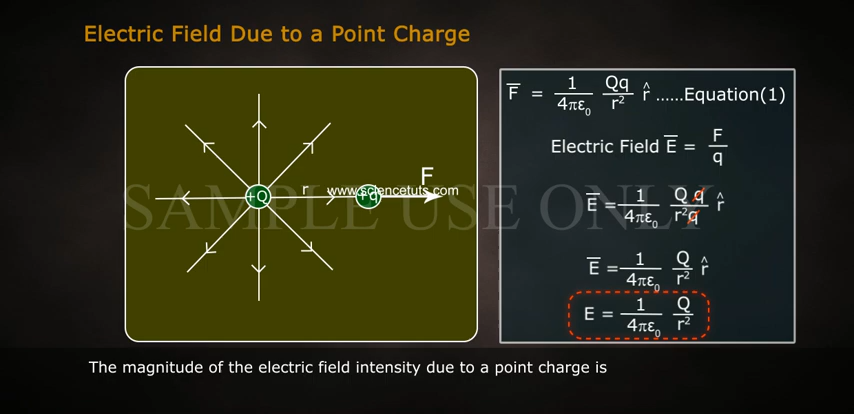 Electric Field Due to a Point Charge
F̅ = 1/4πε₀ Qq/r² r̂ ......Equation(1)
Electric Field E̅ = F/q
E̅ = 1/4πε₀ Q q/r² q r̂
E̅ = 1/4πε₀ Q/r² r̂
E = 1/4πε₀ Q/r²
F
r
+Q
+q
www.sciencetuts.com
SAMPLE USE ONLY
The magnitude of the electric field intensity due to a point charge is